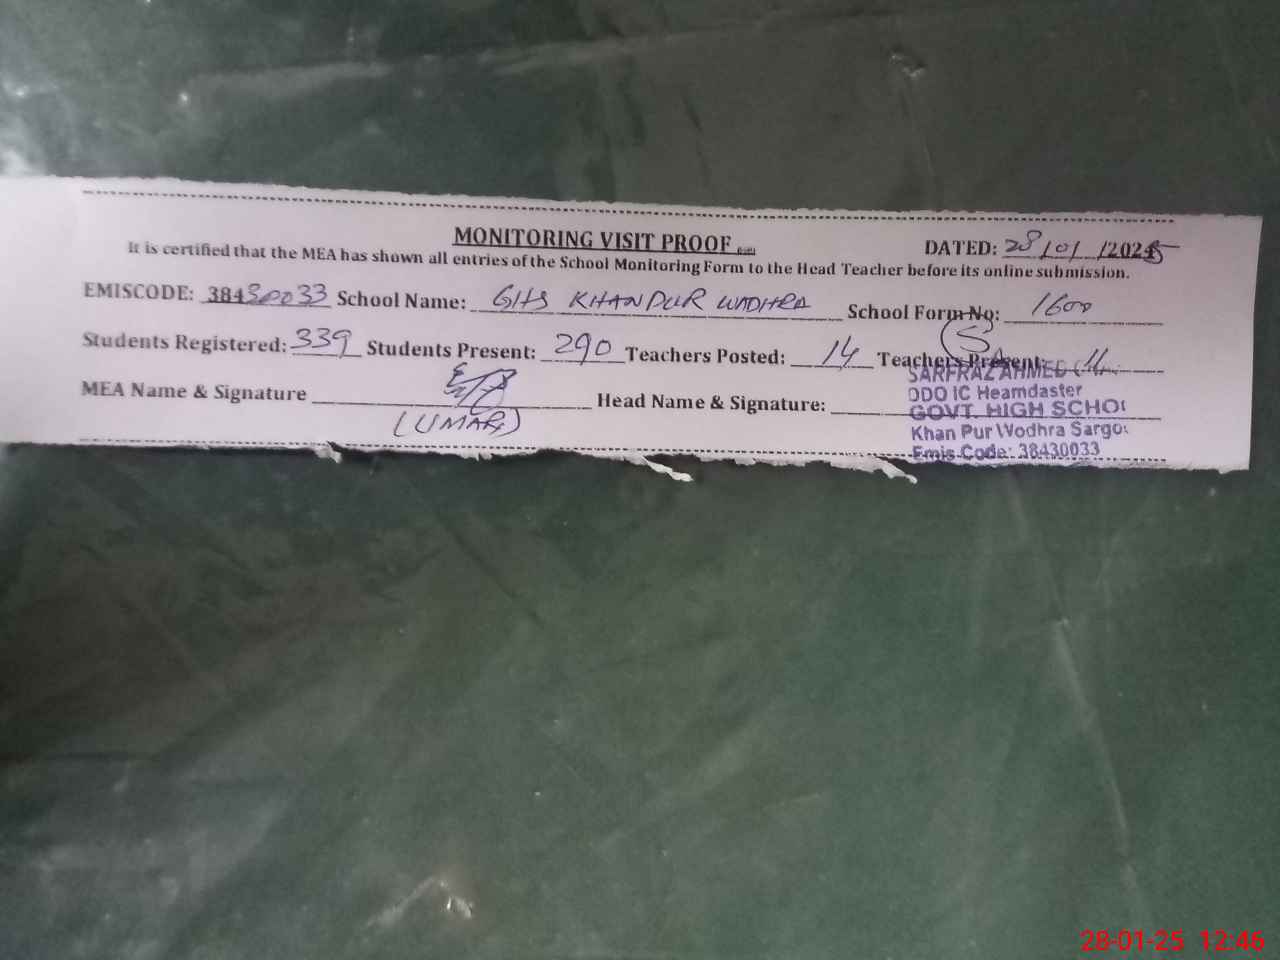 MONITORING VISIT PROOF
DATED: 28/01/2025
It is certified that the MEA has shown all entries of the School Monitoring Form to the Head Teacher before its online submission.
EMISCODE: 38430033 School Name: GHS KHANPUR WADHRA School Form No: 1600
Students Registered: 339 Students Present: 290 Teachers Posted: 14 Teachers Present: 11
MEA Name & Signature Head Name & Signature:
(UMAR)
SARFRAZ AHMED
DDO IC Heamdaster
GOVT. HIGH SCHOO
Khan Pur Wodhra Sargo
Emis Code: 38430033
28-01-25 12:46